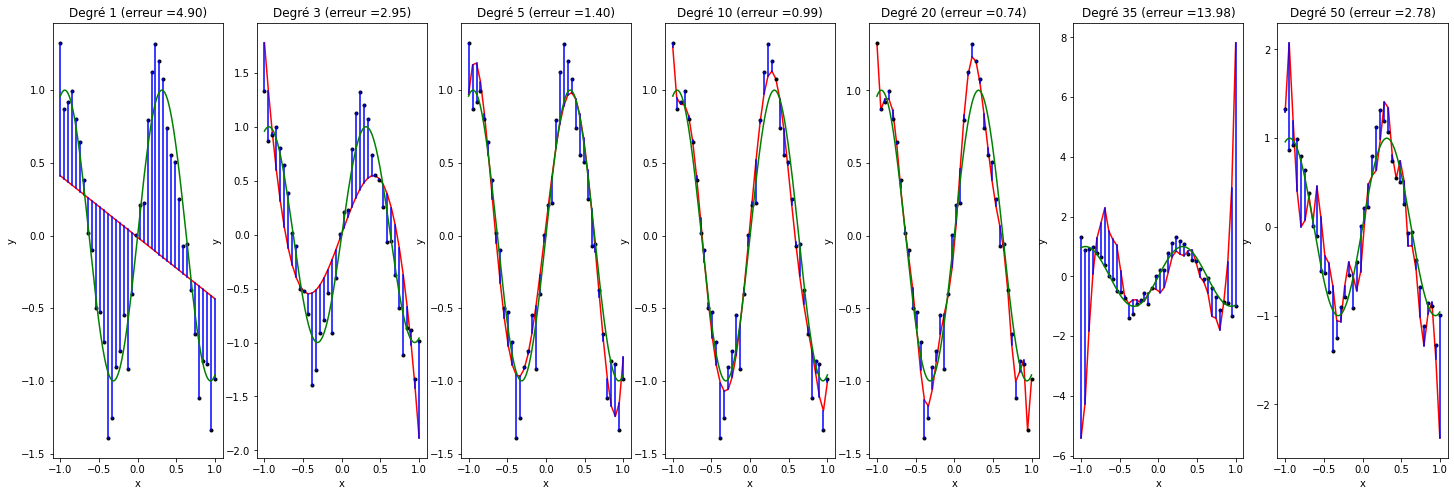 Degré 1 (erreur =4.90)
1.0
0.5
0.0
−0.5
−1.0
−1.5
y
−1.0 −0.5 0.0 0.5 1.0
x
Degré 3 (erreur =2.95)
1.5
1.0
0.5
0.0
−0.5
−1.0
−1.5
−2.0
y
−1.0 −0.5 0.0 0.5 1.0
x
Degré 5 (erreur =1.40)
1.0
0.5
0.0
−0.5
−1.0
−1.5
y
−1.0 −0.5 0.0 0.5 1.0
x
Degré 10 (erreur =0.99)
1.0
0.5
0.0
−0.5
−1.0
−1.5
y
−1.0 −0.5 0.0 0.5 1.0
x
Degré 20 (erreur =0.74)
1.0
0.5
0.0
−0.5
−1.0
−1.5
y
−1.0 −0.5 0.0 0.5 1.0
x
Degré 35 (erreur =13.98)
8
6
4
2
0
−2
−4
−6
y
−1.0 −0.5 0.0 0.5 1.0
x
Degré 50 (erreur =2.78)
2
1
0
−1
−2
y
−1.0 −0.5 0.0 0.5 1.0
x